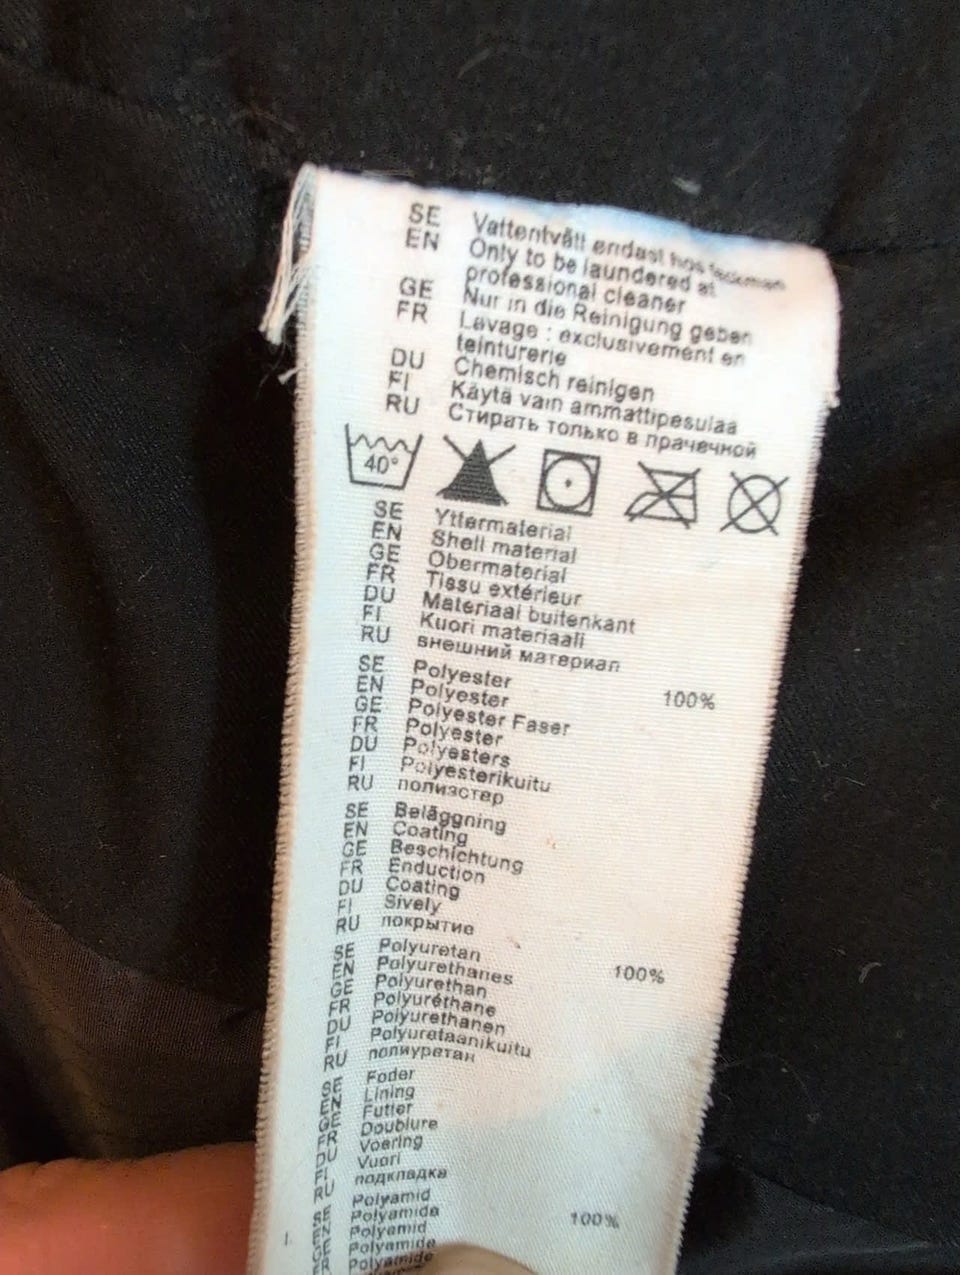 SE Vattentvätt endast hos fackman
EN Only to be laundered at
professional cleaner
GE Nur in die Reinigung geben
FR Lavage : exclusivement en
teinturerie
DU Chemisch reinigen
FI Käytä vain ammattipesulaa
RU Стирать только в прачечной
40°
SE Yttermaterial
EN Shell material
GE Obermaterial
FR Tissu extérieur
DU Materiaal buitenkant
FI Kuori materiaali
RU внешний материал
SE Polyester 100%
EN Polyester
GE Polyester Faser
FR Polyester
DU Polyesters
FI Polyesterikuitu
RU полиэстер
SE Beläggning
EN Coating
GE Beschichtung
FR Enduction
DU Coating
FI Sively
RU покрытие
SE Polyuretan 100%
EN Polyurethanes
GE Polyurethan
FR Polyuréthane
DU Polyurethanen
FI Polyuretaanikuitu
RU полиуретан
SE Foder
EN Lining
GE Futter
FR Doublure
DU Voering
FI Vuori
RU подкладка
SE Polyamid 100%
EN Polyamide
GE Polyamid
FR Polyamide
Polyamide